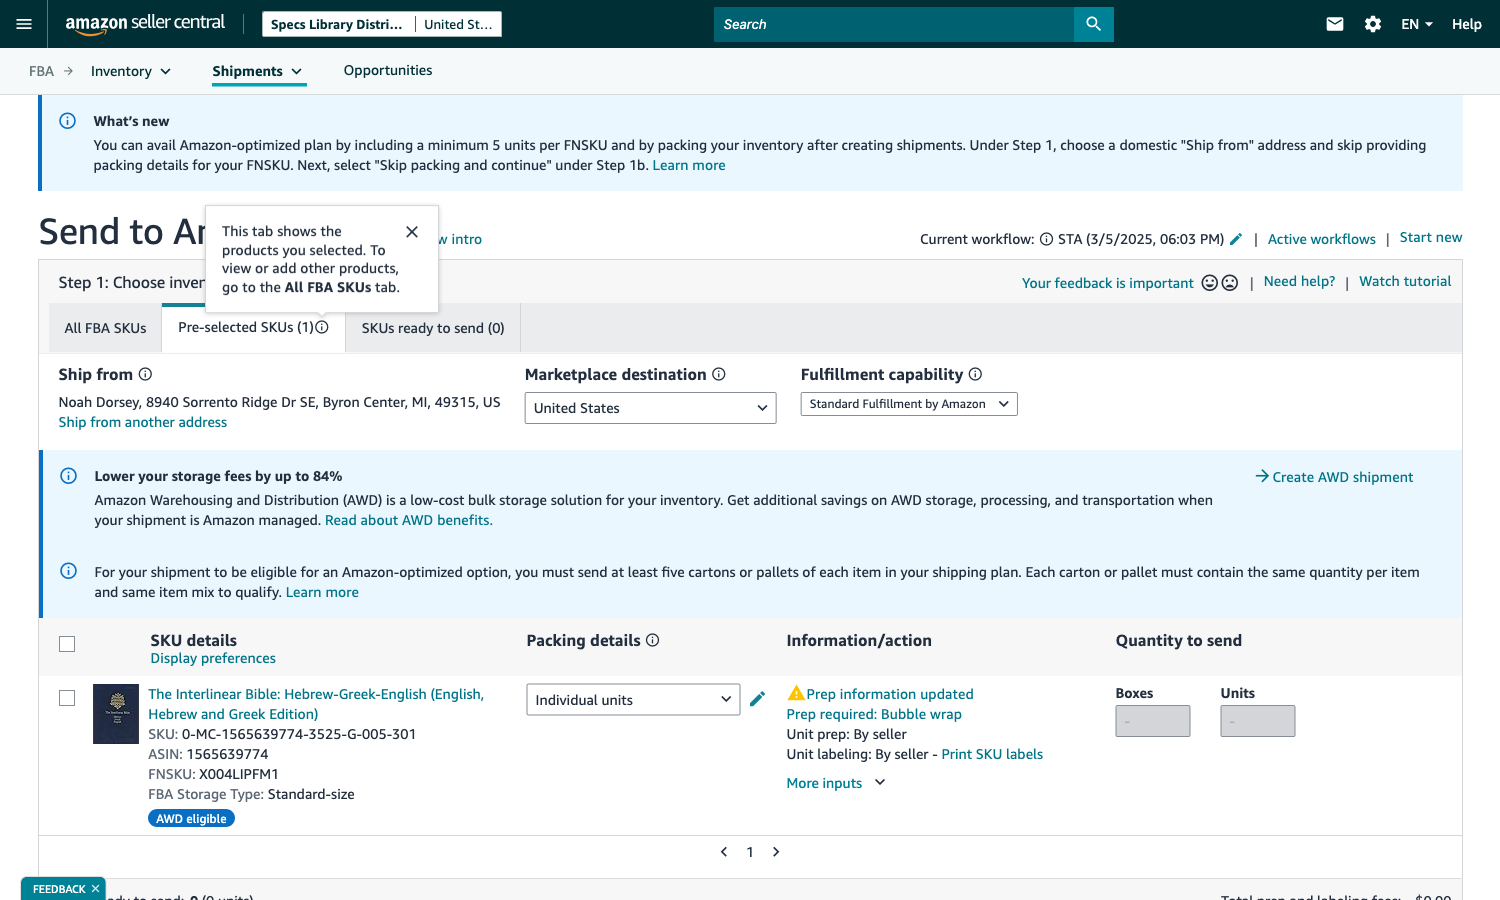 amazon seller central
Specs Library Distri... | United St...
Search
EN
Help
FBA → Inventory
Shipments
Opportunities
What's new
You can avail Amazon-optimized plan by including a minimum 5 units per FNSKU and by packing your inventory after creating shipments. Under Step 1, choose a domestic "Ship from" address and skip providing
packing details for your FNSKU. Next, select "Skip packing and continue" under Step 1b. Learn more
This tab shows the
products you selected. To
view or add other products,
go to the All FBA SKUs tab.
Send to
intro
Current workflow: STA (3/5/2025, 06:03 PM) | Active workflows | Start new
Step 1: Choose
Your feedback is important | Need help? | Watch tutorial
All FBA SKUs
Pre-selected SKUs (1)
SKUs ready to send (0)
Ship from
Noah Dorsey, 8940 Sorrento Ridge Dr SE, Byron Center, MI, 49315, US
Ship from another address
Marketplace destination
United States
Fulfillment capability
Standard Fulfillment by Amazon
Lower your storage fees by up to 84%
Amazon Warehousing and Distribution (AWD) is a low-cost bulk storage solution for your inventory. Get additional savings on AWD storage, processing, and transportation when
your shipment is Amazon managed. Read about AWD benefits.
→ Create AWD shipment
For your shipment to be eligible for an Amazon-optimized option, you must send at least five cartons or pallets of each item in your shipping plan. Each carton or pallet must contain the same quantity per item
and same item mix to qualify. Learn more
SKU details
Display preferences
Packing details
Information/action
Quantity to send
The Interlinear Bible: Hebrew-Greek-English (English,
Hebrew and Greek Edition)
SKU: 0-MC-1565639774-3525-G-005-301
ASIN: 1565639774
FNSKU: X004LIPFM1
FBA Storage Type: Standard-size
AWD eligible
Individual units
Prep information updated
Prep required: Bubble wrap
Unit prep: By seller
Unit labeling: By seller - Print SKU labels
More inputs
Boxes
-
Units
-
1
FEEDBACK
to send: 0 (0 units)
Total prep and labeling fees: $0.00